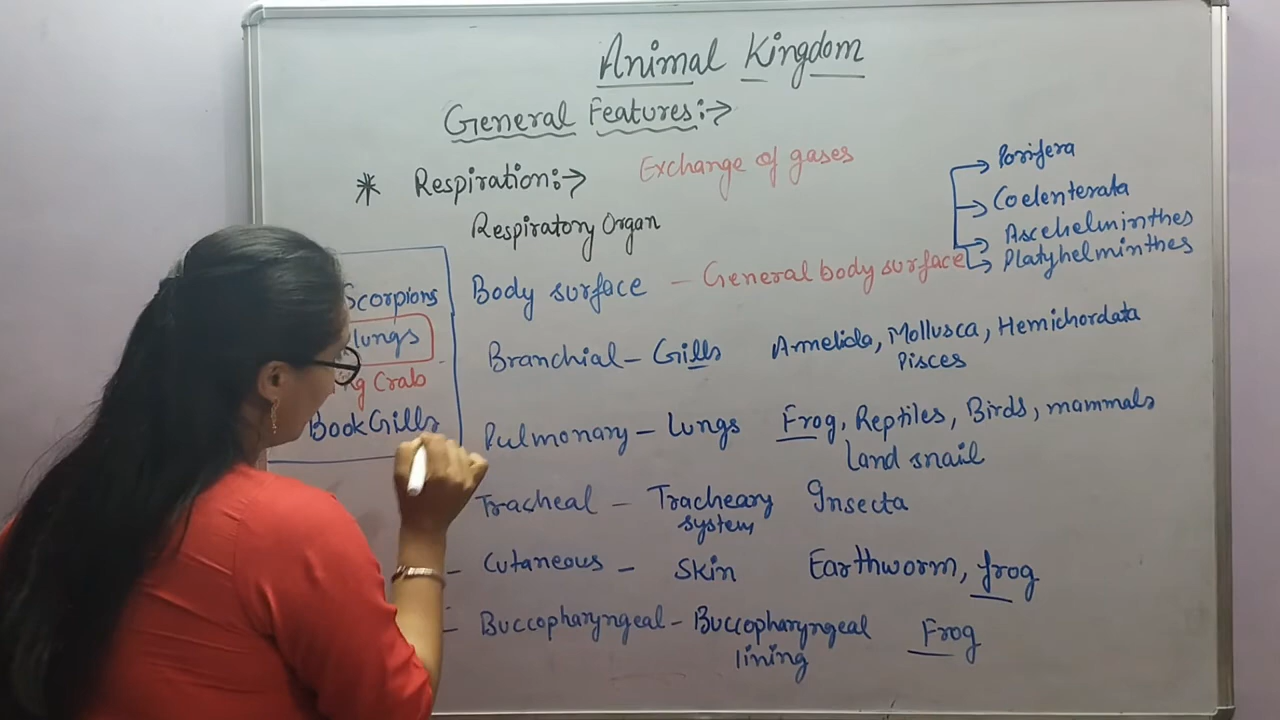 Animal Kingdom
General Features:→
* Respiration:→ Exchange of gases
Respiratory Organ
Porifera
Coelenterata
Aschelminthes
Platyhelminthes
Body surface – General body surface
Branchial – Gills Annelida, Mollusca, Hemichordata
Pisces
Pulmonary – Lungs Frog, Reptiles, Birds, mammals
Land snail
Tracheal – Tracheary Insecta
system
– Cutaneous – Skin Earthworm, frog
Buccopharyngeal – Buccopharyngeal Frog
lining
Scorpions
lungs
Crab
Book Gills